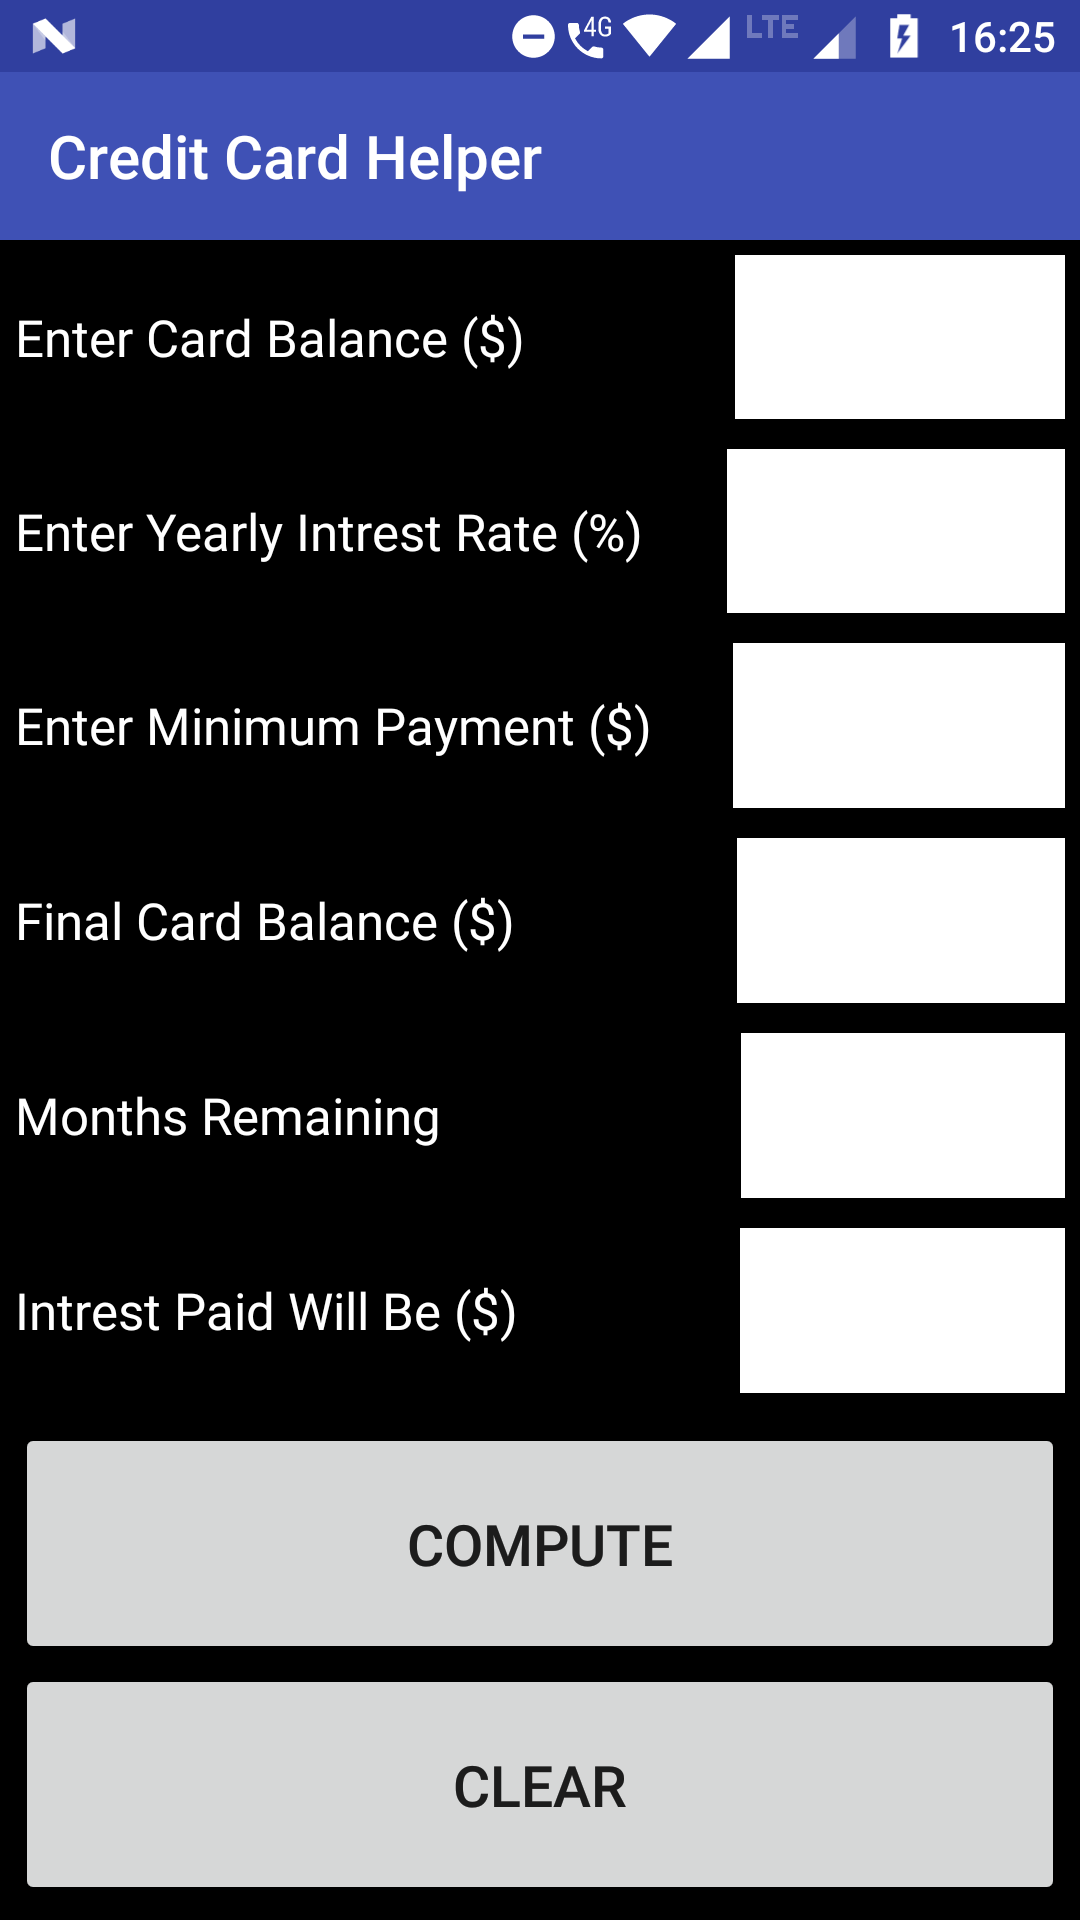 4G LTE 16:25
Credit Card Helper
Enter Card Balance ($)
Enter Yearly Intrest Rate (%)
Enter Minimum Payment ($)
Final Card Balance ($)
Months Remaining
Intrest Paid Will Be ($)
COMPUTE
CLEAR